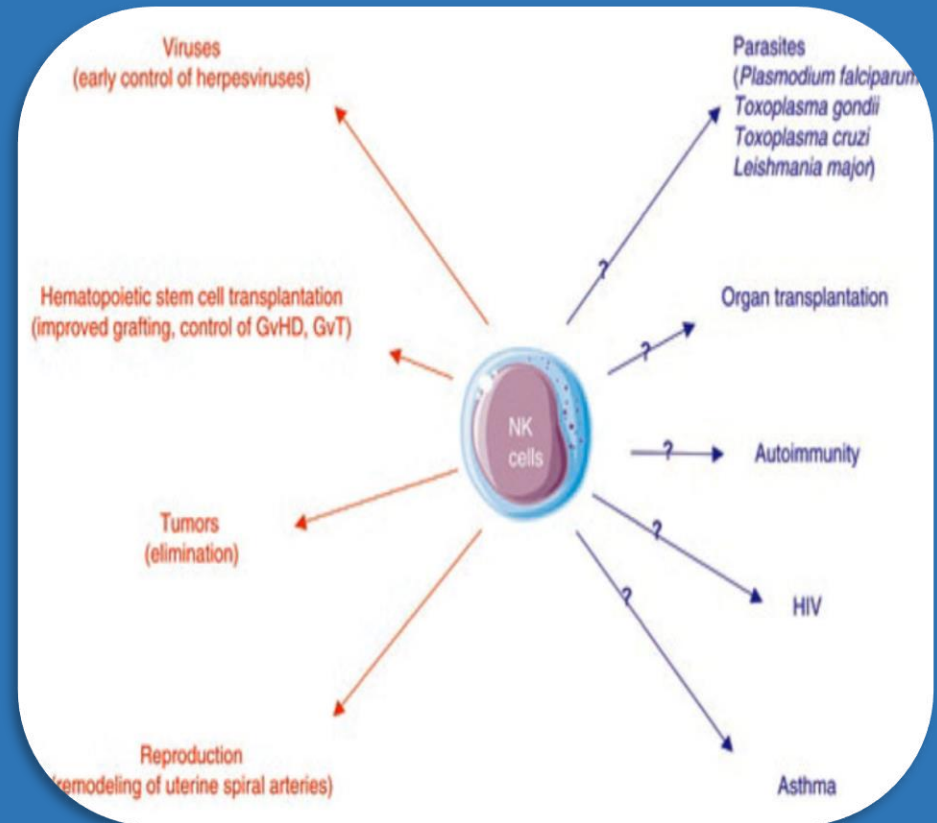 Viruses
(early control of herpesviruses)
Hematopoietic stem cell transplantation
(improved grafting, control of GvHD, GvT)
Tumors
(elimination)
Reproduction
(remodeling of uterine spiral arteries)
NK
cells
Parasites
(Plasmodium falciparum
Toxoplasma gondii
Toxoplasma cruzi
Leishmania major)
?
Organ transplantation
?
Autoimmunity
?
HIV
?
Asthma
?